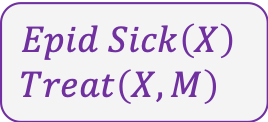 Epid Sick(X)
Treat(X, M)